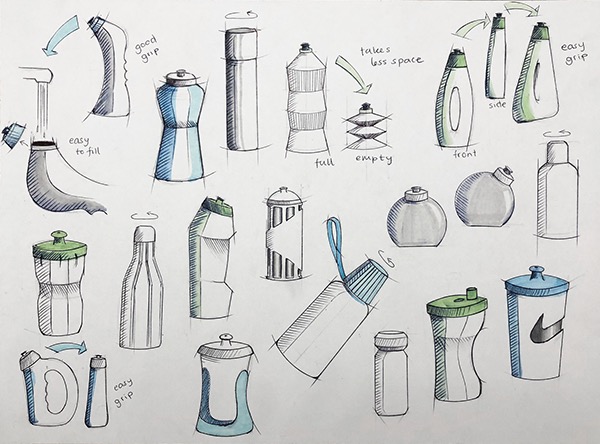 good
grip
takes
less space
easy
grip
side
easy
to fill
full
empty
front
easy
grip